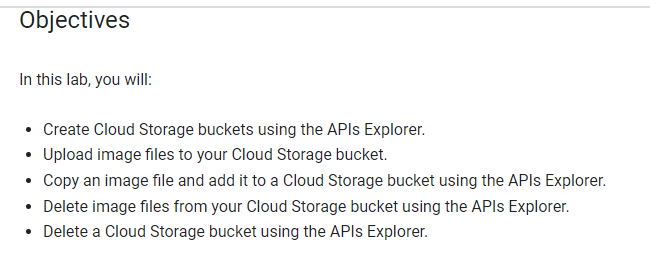 Objectives
In this lab, you will:
• Create Cloud Storage buckets using the APIs Explorer.
• Upload image files to your Cloud Storage bucket.
• Copy an image file and add it to a Cloud Storage bucket using the APIs Explorer.
• Delete image files from your Cloud Storage bucket using the APIs Explorer.
• Delete a Cloud Storage bucket using the APIs Explorer.